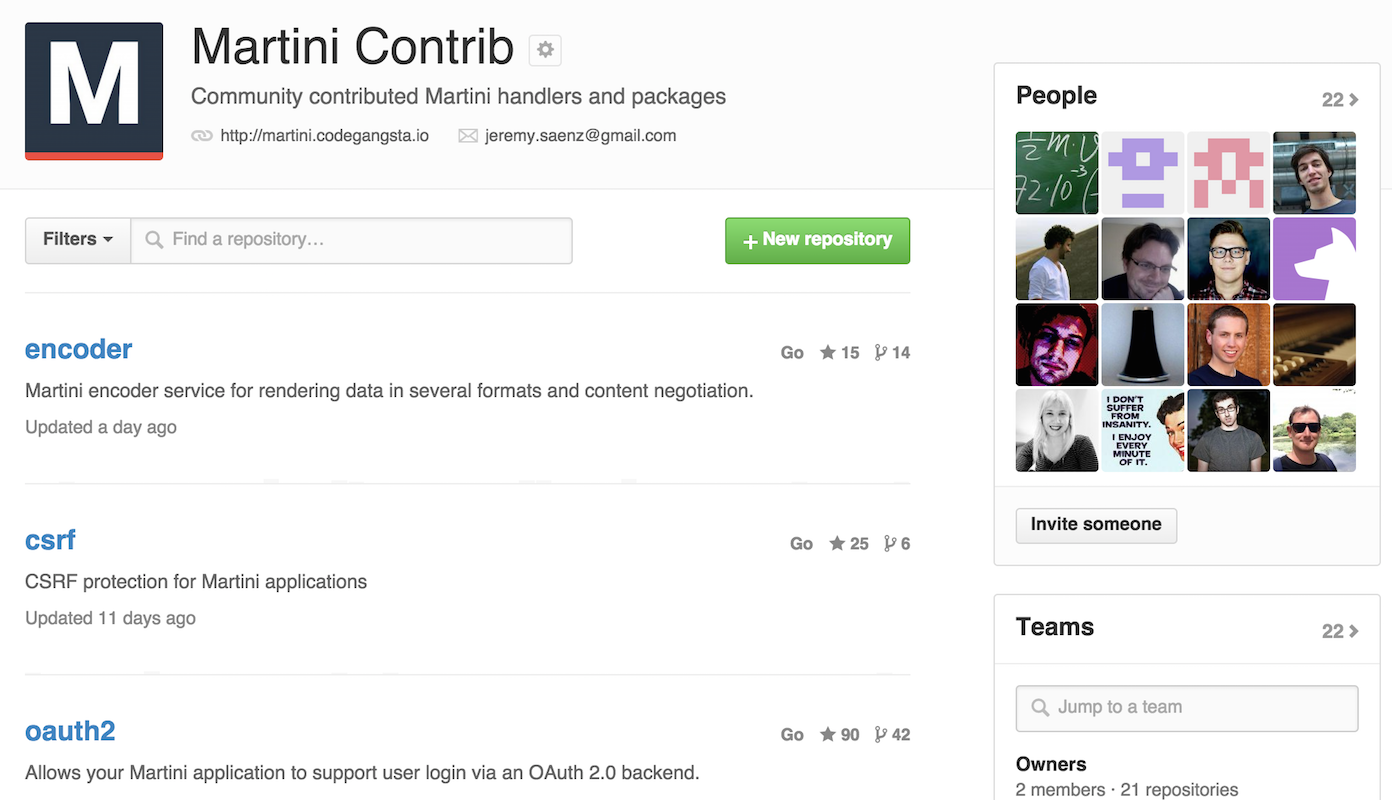 M
Martini Contrib
Community contributed Martini handlers and packages
http://martini.codegangsta.io jeremy.saenz@gmail.com
Filters
Find a repository…
+ New repository
encoder
Go 15 14
Martini encoder service for rendering data in several formats and content negotiation.
Updated a day ago
csrf
Go 25 6
CSRF protection for Martini applications
Updated 11 days ago
oauth2
Go 90 42
Allows your Martini application to support user login via an OAuth 2.0 backend.
People 22
I DON'T
SUFFER
FROM
INSANITY.
I ENJOY
EVERY
MINUTE
OF IT.
Invite someone
Teams 22
Jump to a team
Owners
2 members · 21 repositories